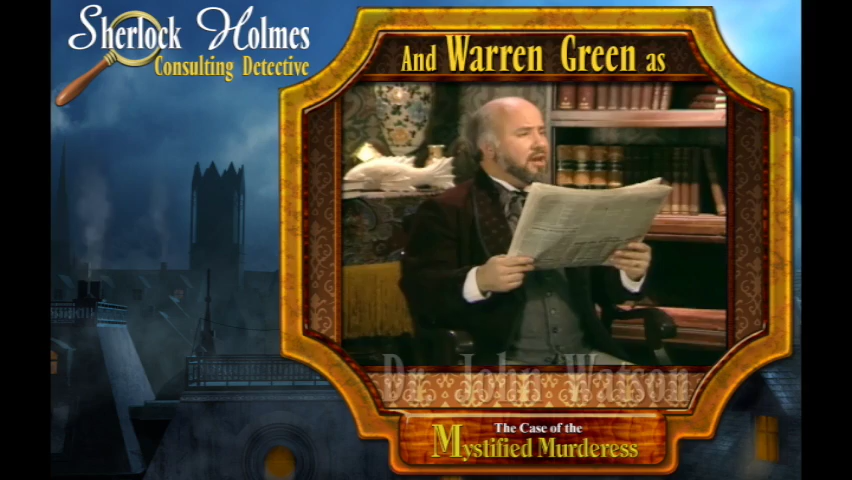 Sherlock Holmes
Consulting Detective
And Warren Green as
Dr. John Watson
The Case of the
Mystified Murderess